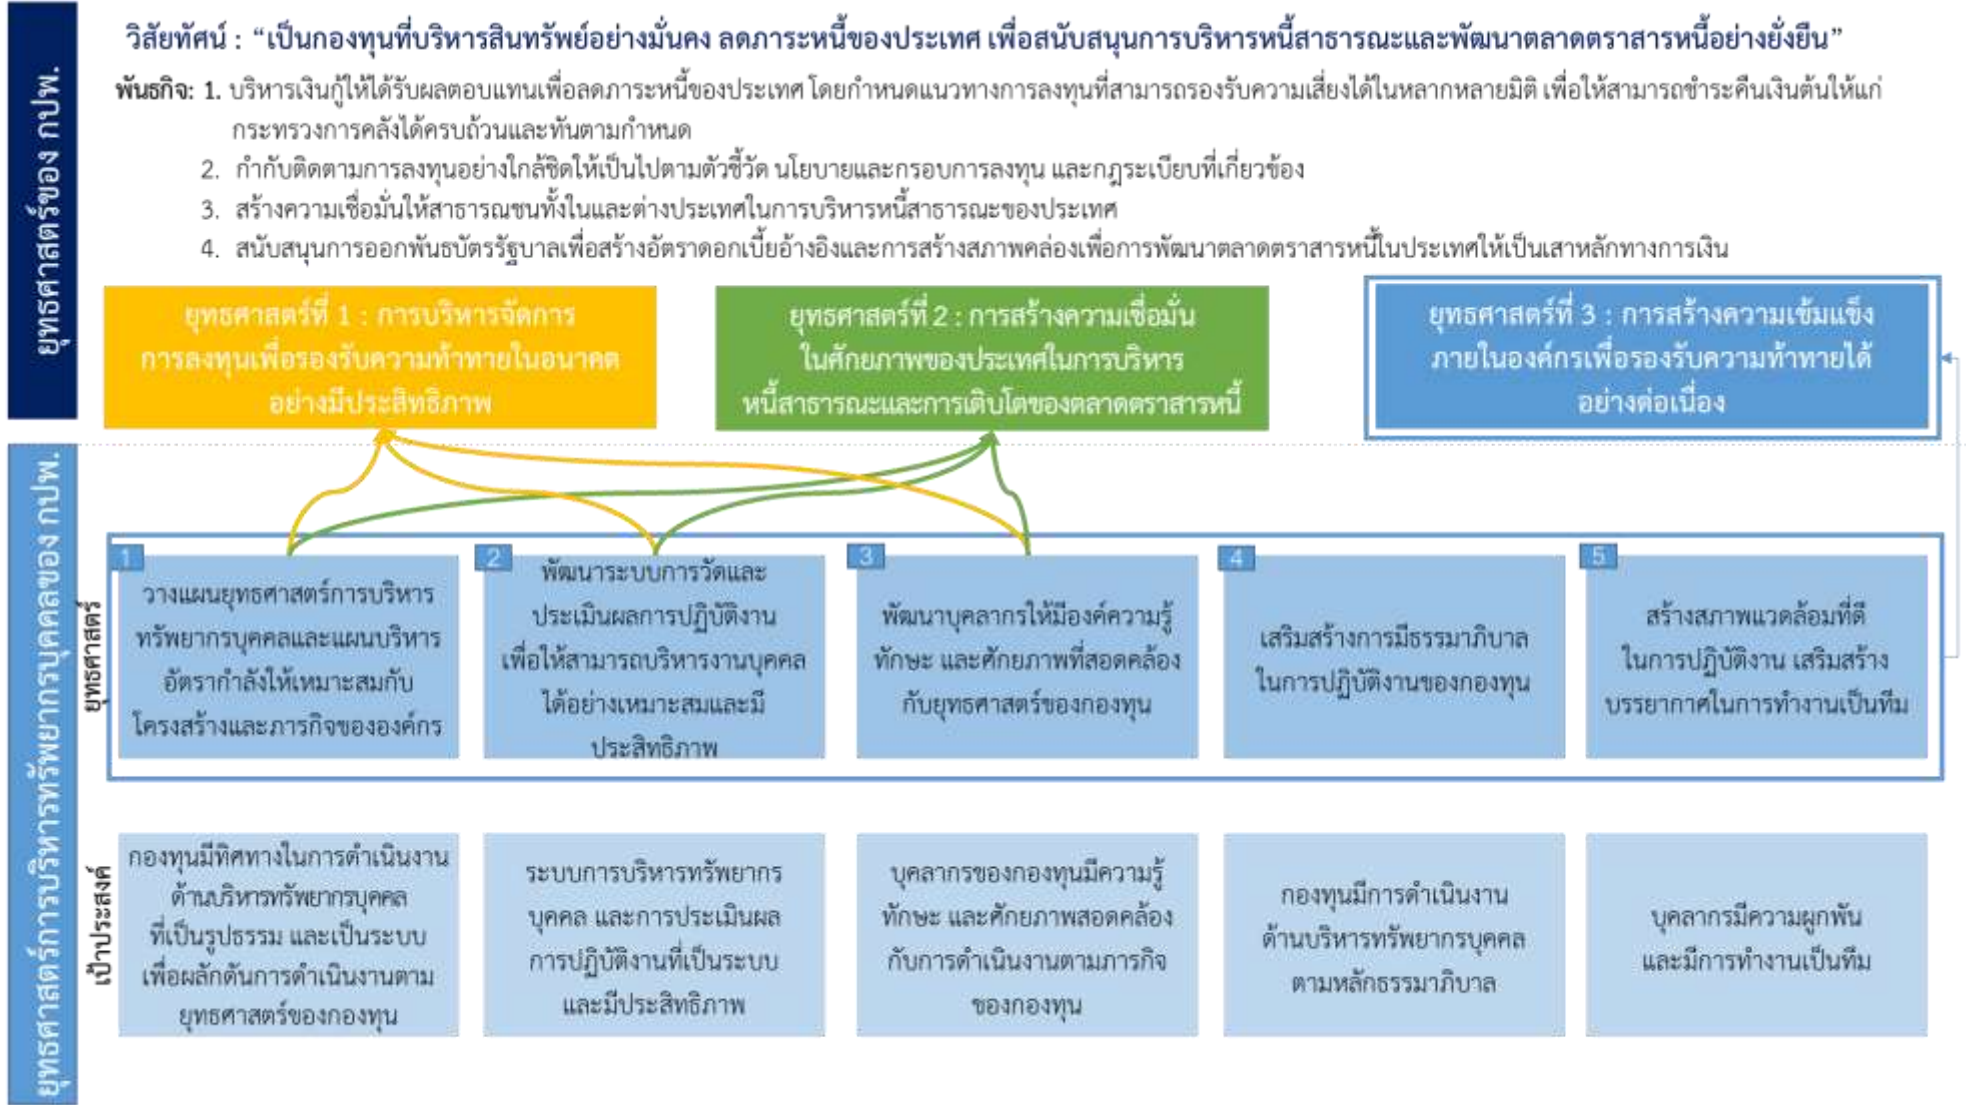 ยุทธศาสตร์ของ กปพ.
วิสัยทัศน์ : “เป็นกองทุนที่บริหารสินทรัพย์อย่างมั่นคง ลดภาระหนี้ของประเทศ เพื่อสนับสนุนการบริหารหนี้สาธารณะและพัฒนาตลาดตราสารหนี้อย่างยั่งยืน”
พันธกิจ: 1. บริหารเงินกู้ให้ได้รับผลตอบแทนเพื่อลดภาระหนี้ของประเทศ โดยกำหนดแนวทางการลงทุนที่สามารถรองรับความเสี่ยงได้ในหลากหลายมิติ เพื่อให้สามารถชำระคืนเงินต้นให้แก่
กระทรวงการคลังได้ครบถ้วนและทันตามกำหนด
2. กำกับติดตามการลงทุนอย่างใกล้ชิดให้เป็นไปตามตัวชี้วัด นโยบายและกรอบการลงทุน และกฎระเบียบที่เกี่ยวข้อง
3. สร้างความเชื่อมั่นให้สาธารณชนทั้งในและต่างประเทศในการบริหารหนี้สาธารณะของประเทศ
4. สนับสนุนการออกพันธบัตรรัฐบาลเพื่อสร้างอัตราดอกเบี้ยอ้างอิงและการสร้างสภาพคล่องเพื่อการพัฒนาตลาดตราสารหนี้ในประเทศให้เป็นเสาหลักทางการเงิน
ยุทธศาสตร์ที่ 1 : การบริหารจัดการ
การลงทุนเพื่อรองรับความท้าทายในอนาคต
อย่างมีประสิทธิภาพ
ยุทธศาสตร์ที่ 2 : การสร้างความเชื่อมั่น
ในศักยภาพของประเทศในการบริหาร
หนี้สาธารณะและการเติบโตของตลาดตราสารหนี้
ยุทธศาสตร์ที่ 3 : การสร้างความเข้มแข็ง
ภายในองค์กรเพื่อรองรับความท้าทายได้
อย่างต่อเนื่อง
ยุทธศาสตร์การบริหารทรัพยากรบุคคลของ กปพ.
ยุทธศาสตร์
1
วางแผนยุทธศาสตร์การบริหาร
ทรัพยากรบุคคลและแผนบริหาร
อัตรากำลังให้เหมาะสมกับ
โครงสร้างและภารกิจขององค์กร
2
พัฒนาระบบการวัดและ
ประเมินผลการปฏิบัติงาน
เพื่อให้สามารถบริหารงานบุคคล
ได้อย่างเหมาะสมและมี
ประสิทธิภาพ
3
พัฒนาบุคลากรให้มีองค์ความรู้
ทักษะ และศักยภาพที่สอดคล้อง
กับยุทธศาสตร์ของกองทุน
4
เสริมสร้างการมีธรรมาภิบาล
ในการปฏิบัติงานของกองทุน
5
สร้างสภาพแวดล้อมที่ดี
ในการปฏิบัติงาน เสริมสร้าง
บรรยากาศในการทำงานเป็นทีม
เป้าประสงค์
กองทุนมีทิศทางในการดำเนินงาน
ด้านบริหารทรัพยากรบุคคล
ที่เป็นรูปธรรม และเป็นระบบ
เพื่อผลักดันการดำเนินงานตาม
ยุทธศาสตร์ของกองทุน
ระบบการบริหารทรัพยากร
บุคคล และการประเมินผล
การปฏิบัติงานที่เป็นระบบ
และมีประสิทธิภาพ
บุคลากรของกองทุนมีความรู้
ทักษะ และศักยภาพสอดคล้อง
กับการดำเนินงานตามภารกิจ
ของกองทุน
กองทุนมีการดำเนินงาน
ด้านบริหารทรัพยากรบุคคล
ตามหลักธรรมาภิบาล
บุคลากรมีความผูกพัน
และมีการทำงานเป็นทีม